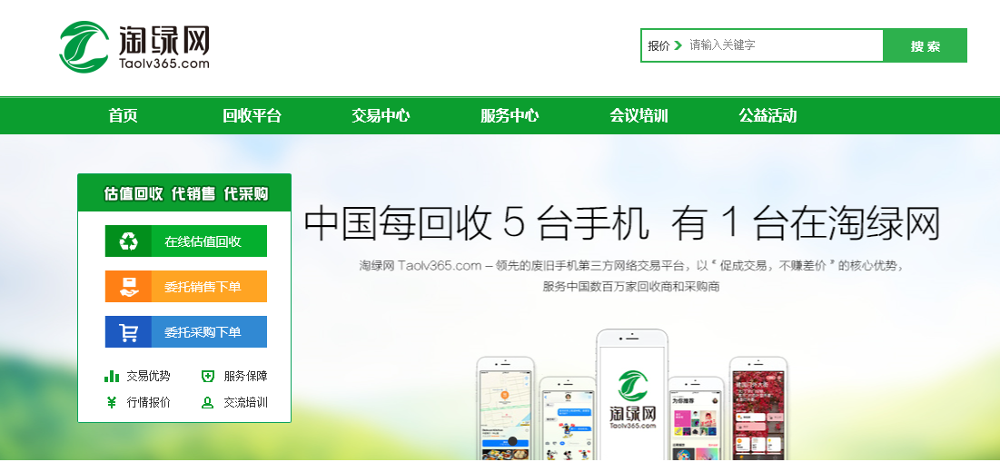 淘绿网
Taolv365.com
报价 请输入关键字 搜 索
首页 回收平台 交易中心 服务中心 会议培训 公益活动
估值回收 代销售 代采购
在线估值回收
委托销售下单
委托采购下单
交易优势 服务保障
行情报价 交流培训
中国每回收 5 台手机 有 1 台在淘绿网
淘绿网 Taolv365.com – 领先的废旧手机第三方网络交易平台，以 “ 促成交易，不赚差价 ” 的核心优势，
服务中国数百万家回收商和采购商
淘绿网
Taolv365.com
为你推荐